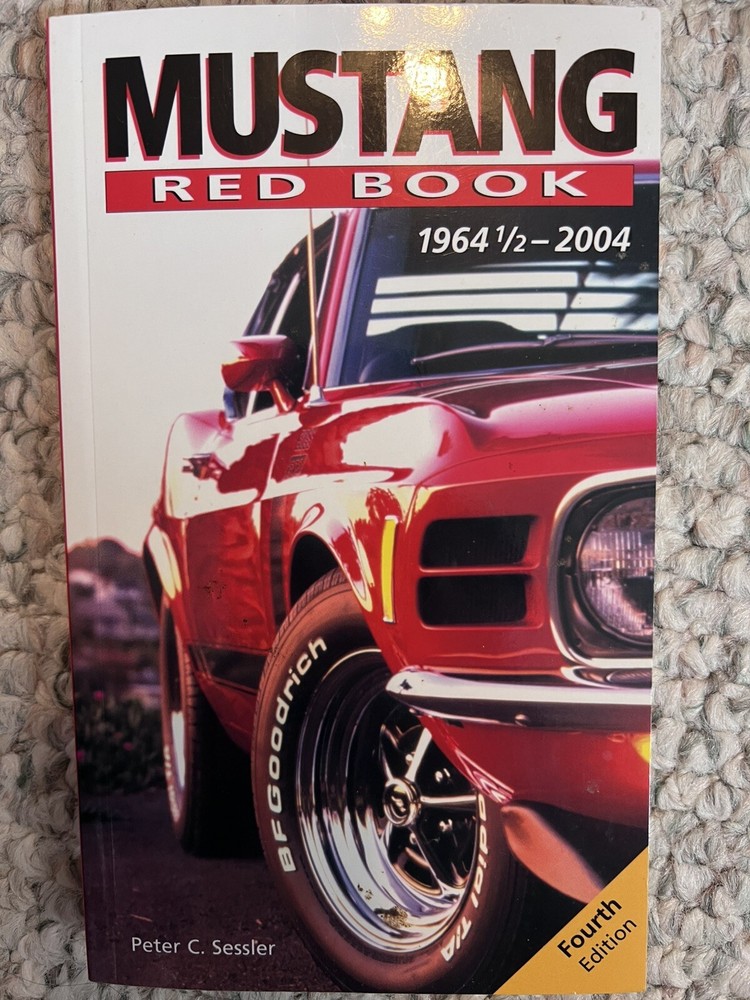 MUSTANG
RED BOOK
1964 1/2 – 2004
BFGoodrich
Radial T/A
Peter C. Sessler
Fourth
Edition